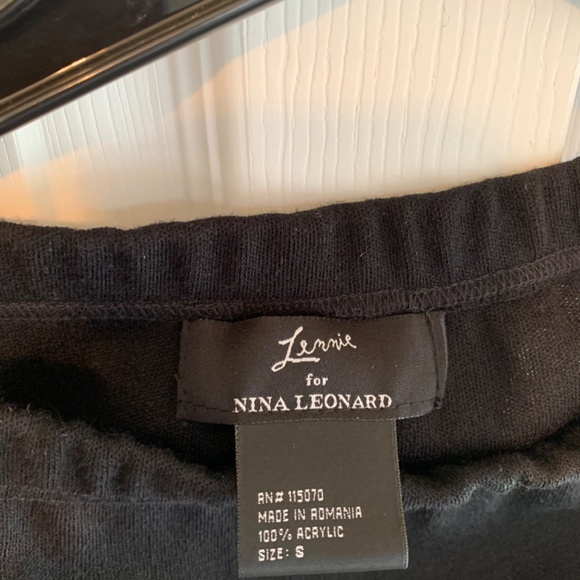 Lennie
for
NINA LEONARD
RN# 115070
MADE IN ROMANIA
100% ACRYLIC
SIZE: S